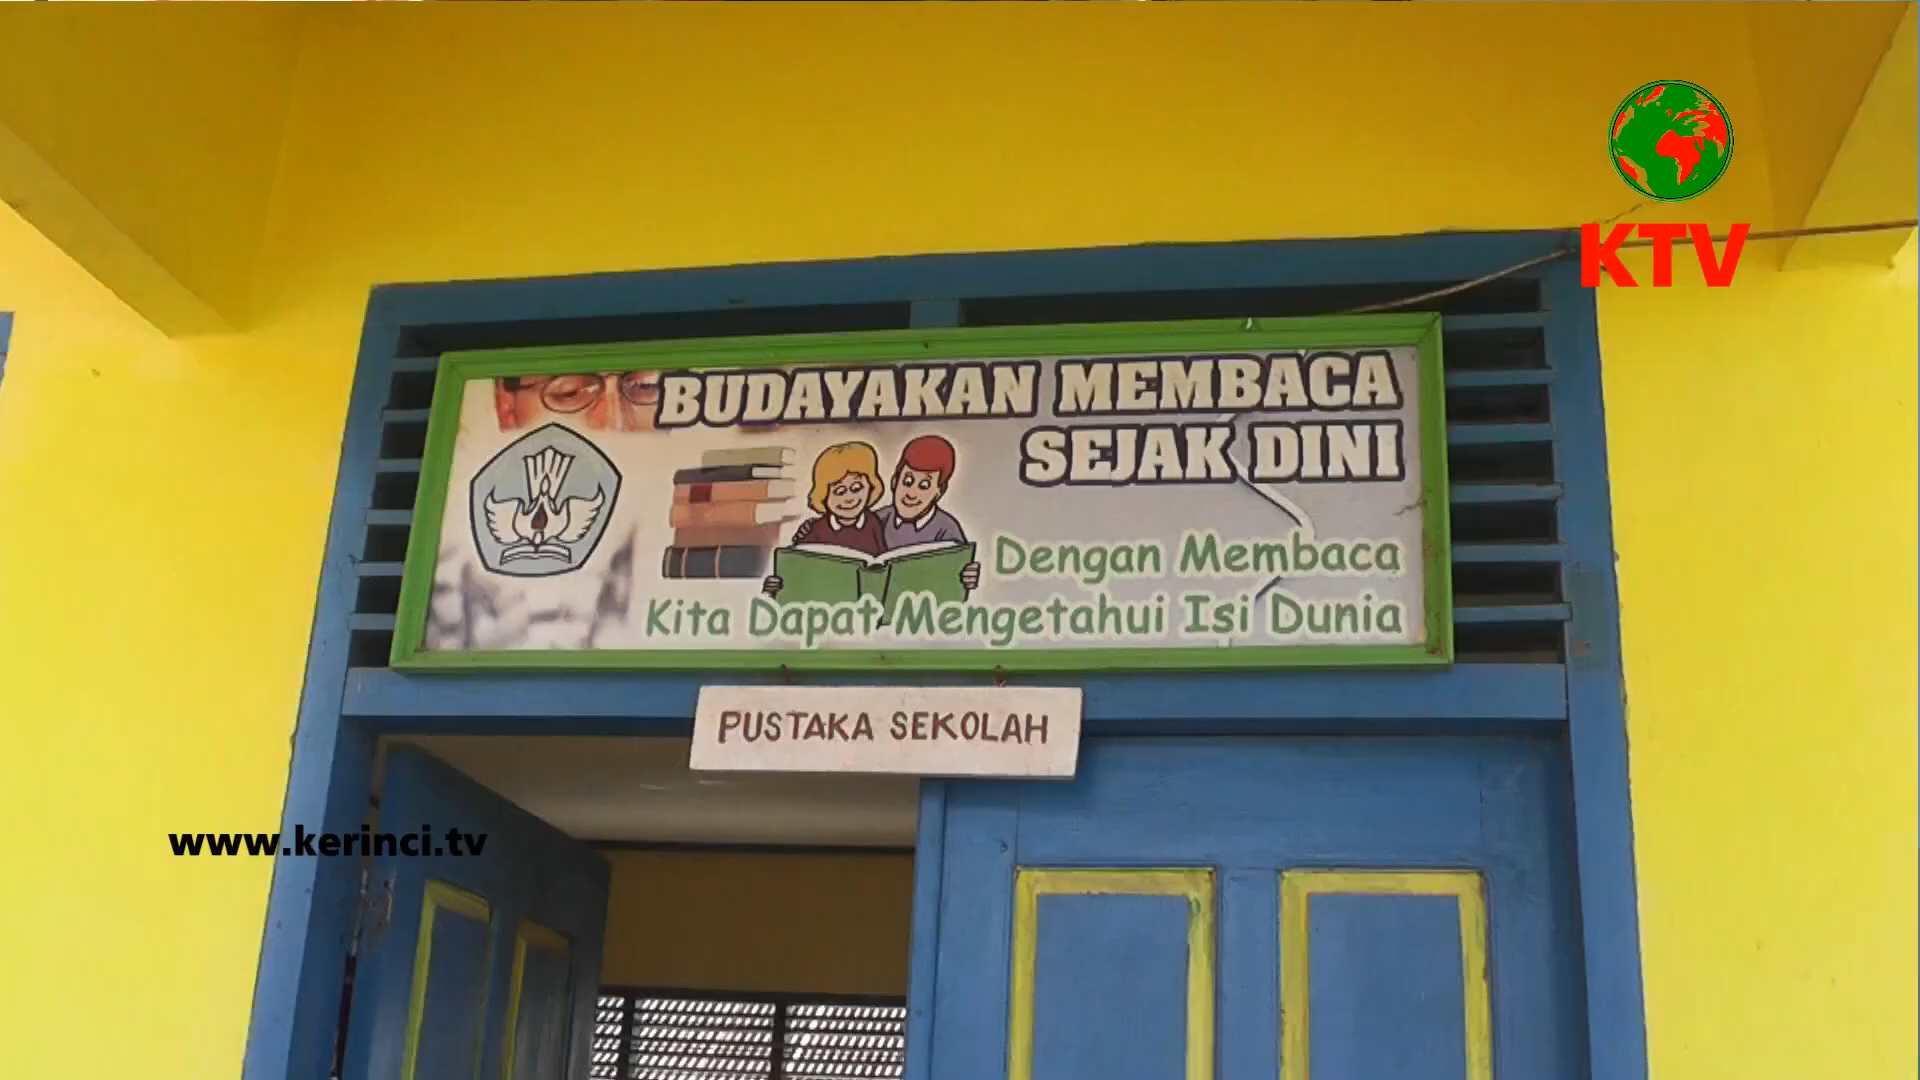 KTV
BUDAYAKAN MEMBACA
SEJAK DINI
Dengan Membaca
Kita Dapat Mengetahui Isi Dunia
PUSTAKA SEKOLAH
www.kerinci.tv